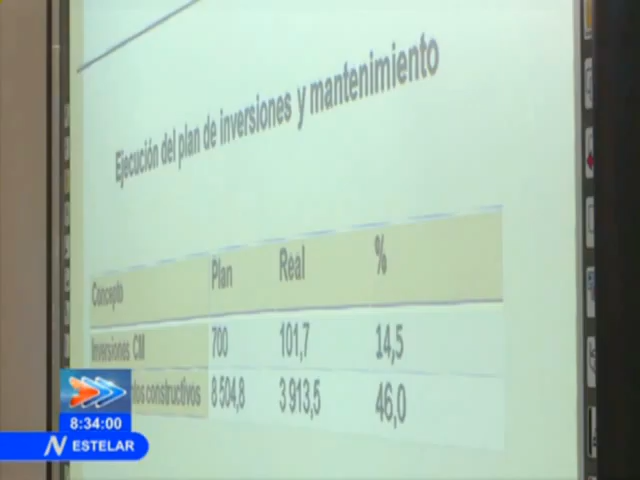 Ejecución del plan de inversiones y mantenimiento
Concepto Plan Real %
Inversiones CM 700 101,7 14,5
constructivos 8 504,8 3 913,5 46,0
8:34:00
N ESTELAR